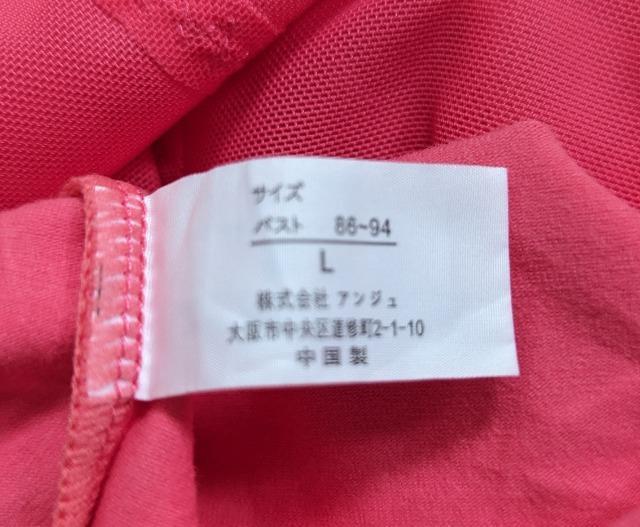 サイズ
バスト 86~94
L
株式会社 アンジュ
大阪市中央区道修町2-1-10
中国製